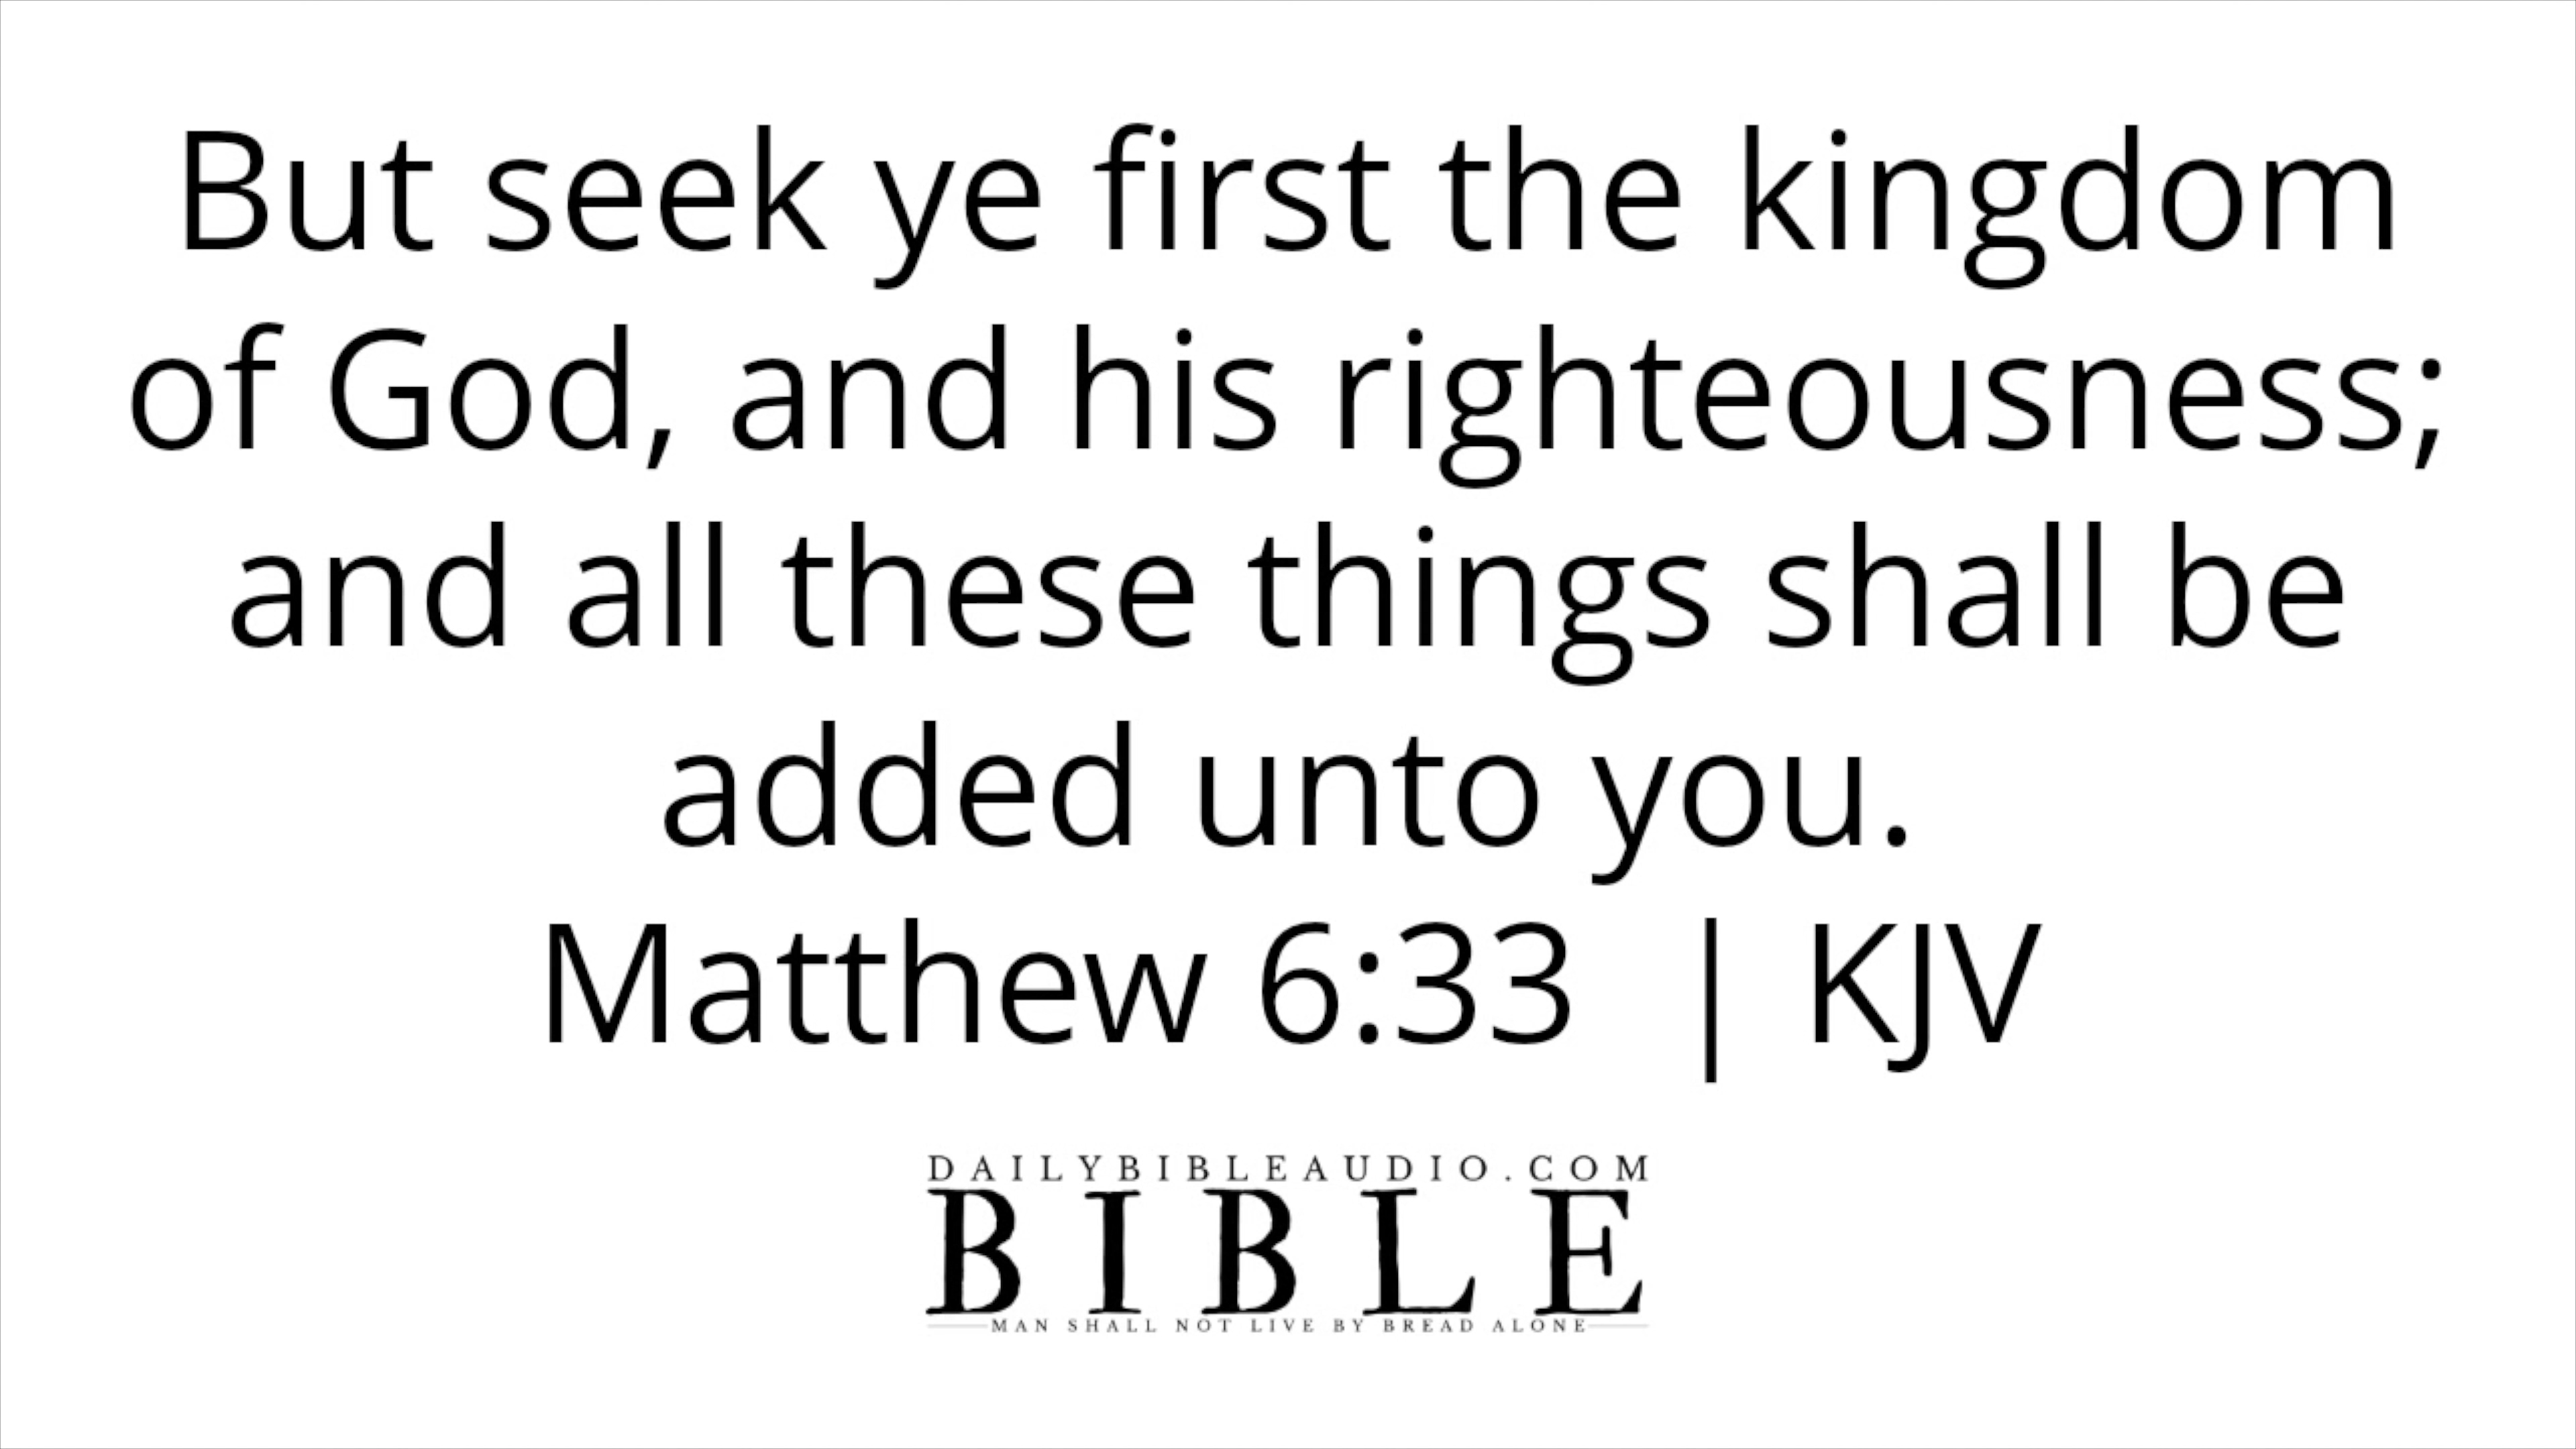 But seek ye first the kingdom
of God, and his righteousness;
and all these things shall be
added unto you.
Matthew 6:33 | KJV
DAILYBIBLEAUDIO.COM
BIBLE
MAN SHALL NOT LIVE BY BREAD ALONE